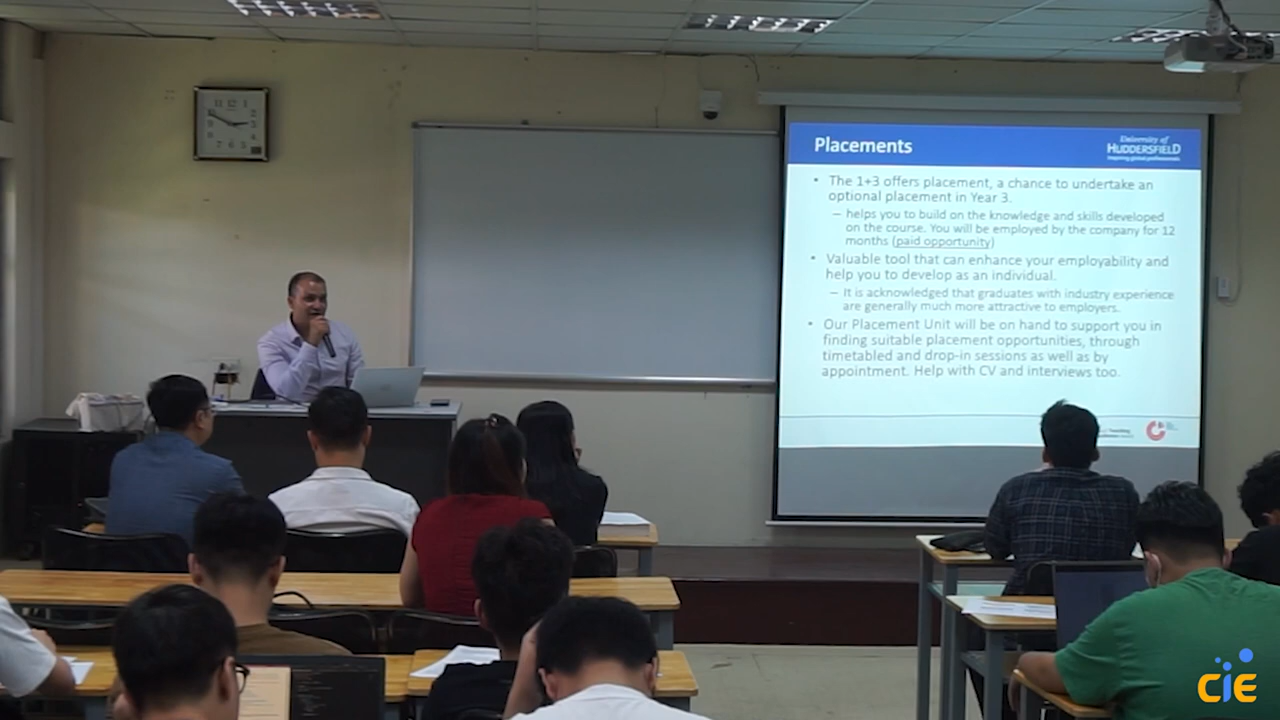 Placements
University of
HUDDERSFIELD
Inspiring global professionals
• The 1+3 offers placement, a chance to undertake an
optional placement in Year 3.
– helps you to build on the knowledge and skills developed
on the course. You will be employed by the company for 12
months (paid opportunity)
• Valuable tool that can enhance your employability and
help you to develop as an individual.
– It is acknowledged that graduates with industry experience
are generally much more attractive to employers.
• Our Placement Unit will be on hand to support you in
finding suitable placement opportunities, through
timetabled and drop-in sessions as well as by
appointment. Help with CV and interviews too.
CiE